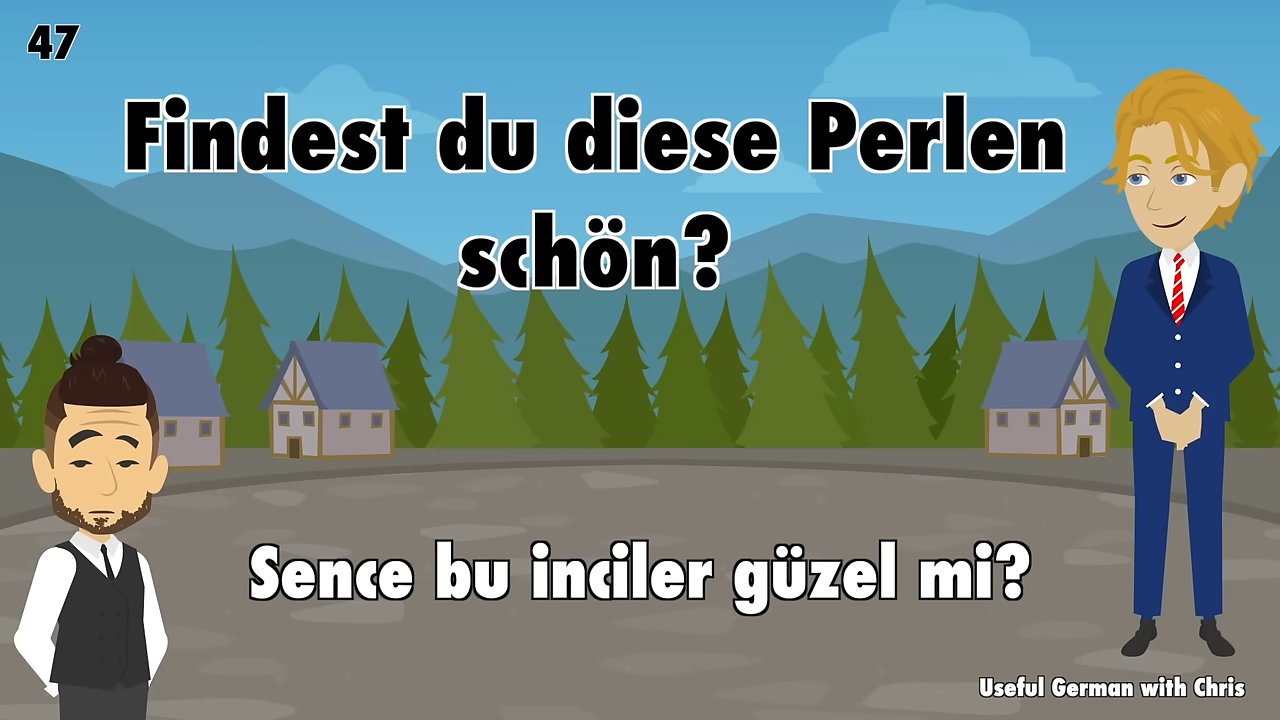 47
Findest du diese Perlen
schön?
Sence bu inciler güzel mi?
Useful German with Chris